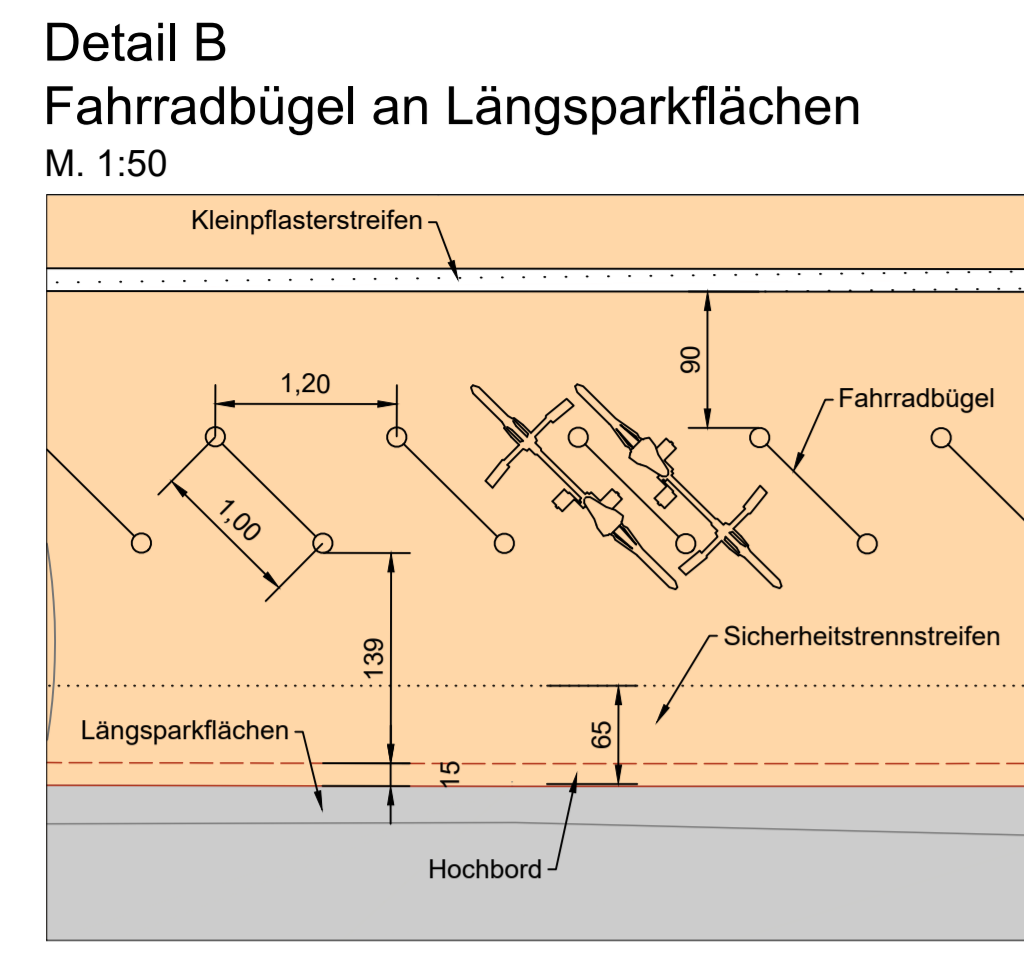 Detail B
Fahrradbügel an Längsparkflächen
M. 1:50
Kleinpflasterstreifen
90
1,20
Fahrradbügel
1,00
139
Sicherheitstrennstreifen
65
Längsparkflächen
15
Hochbord